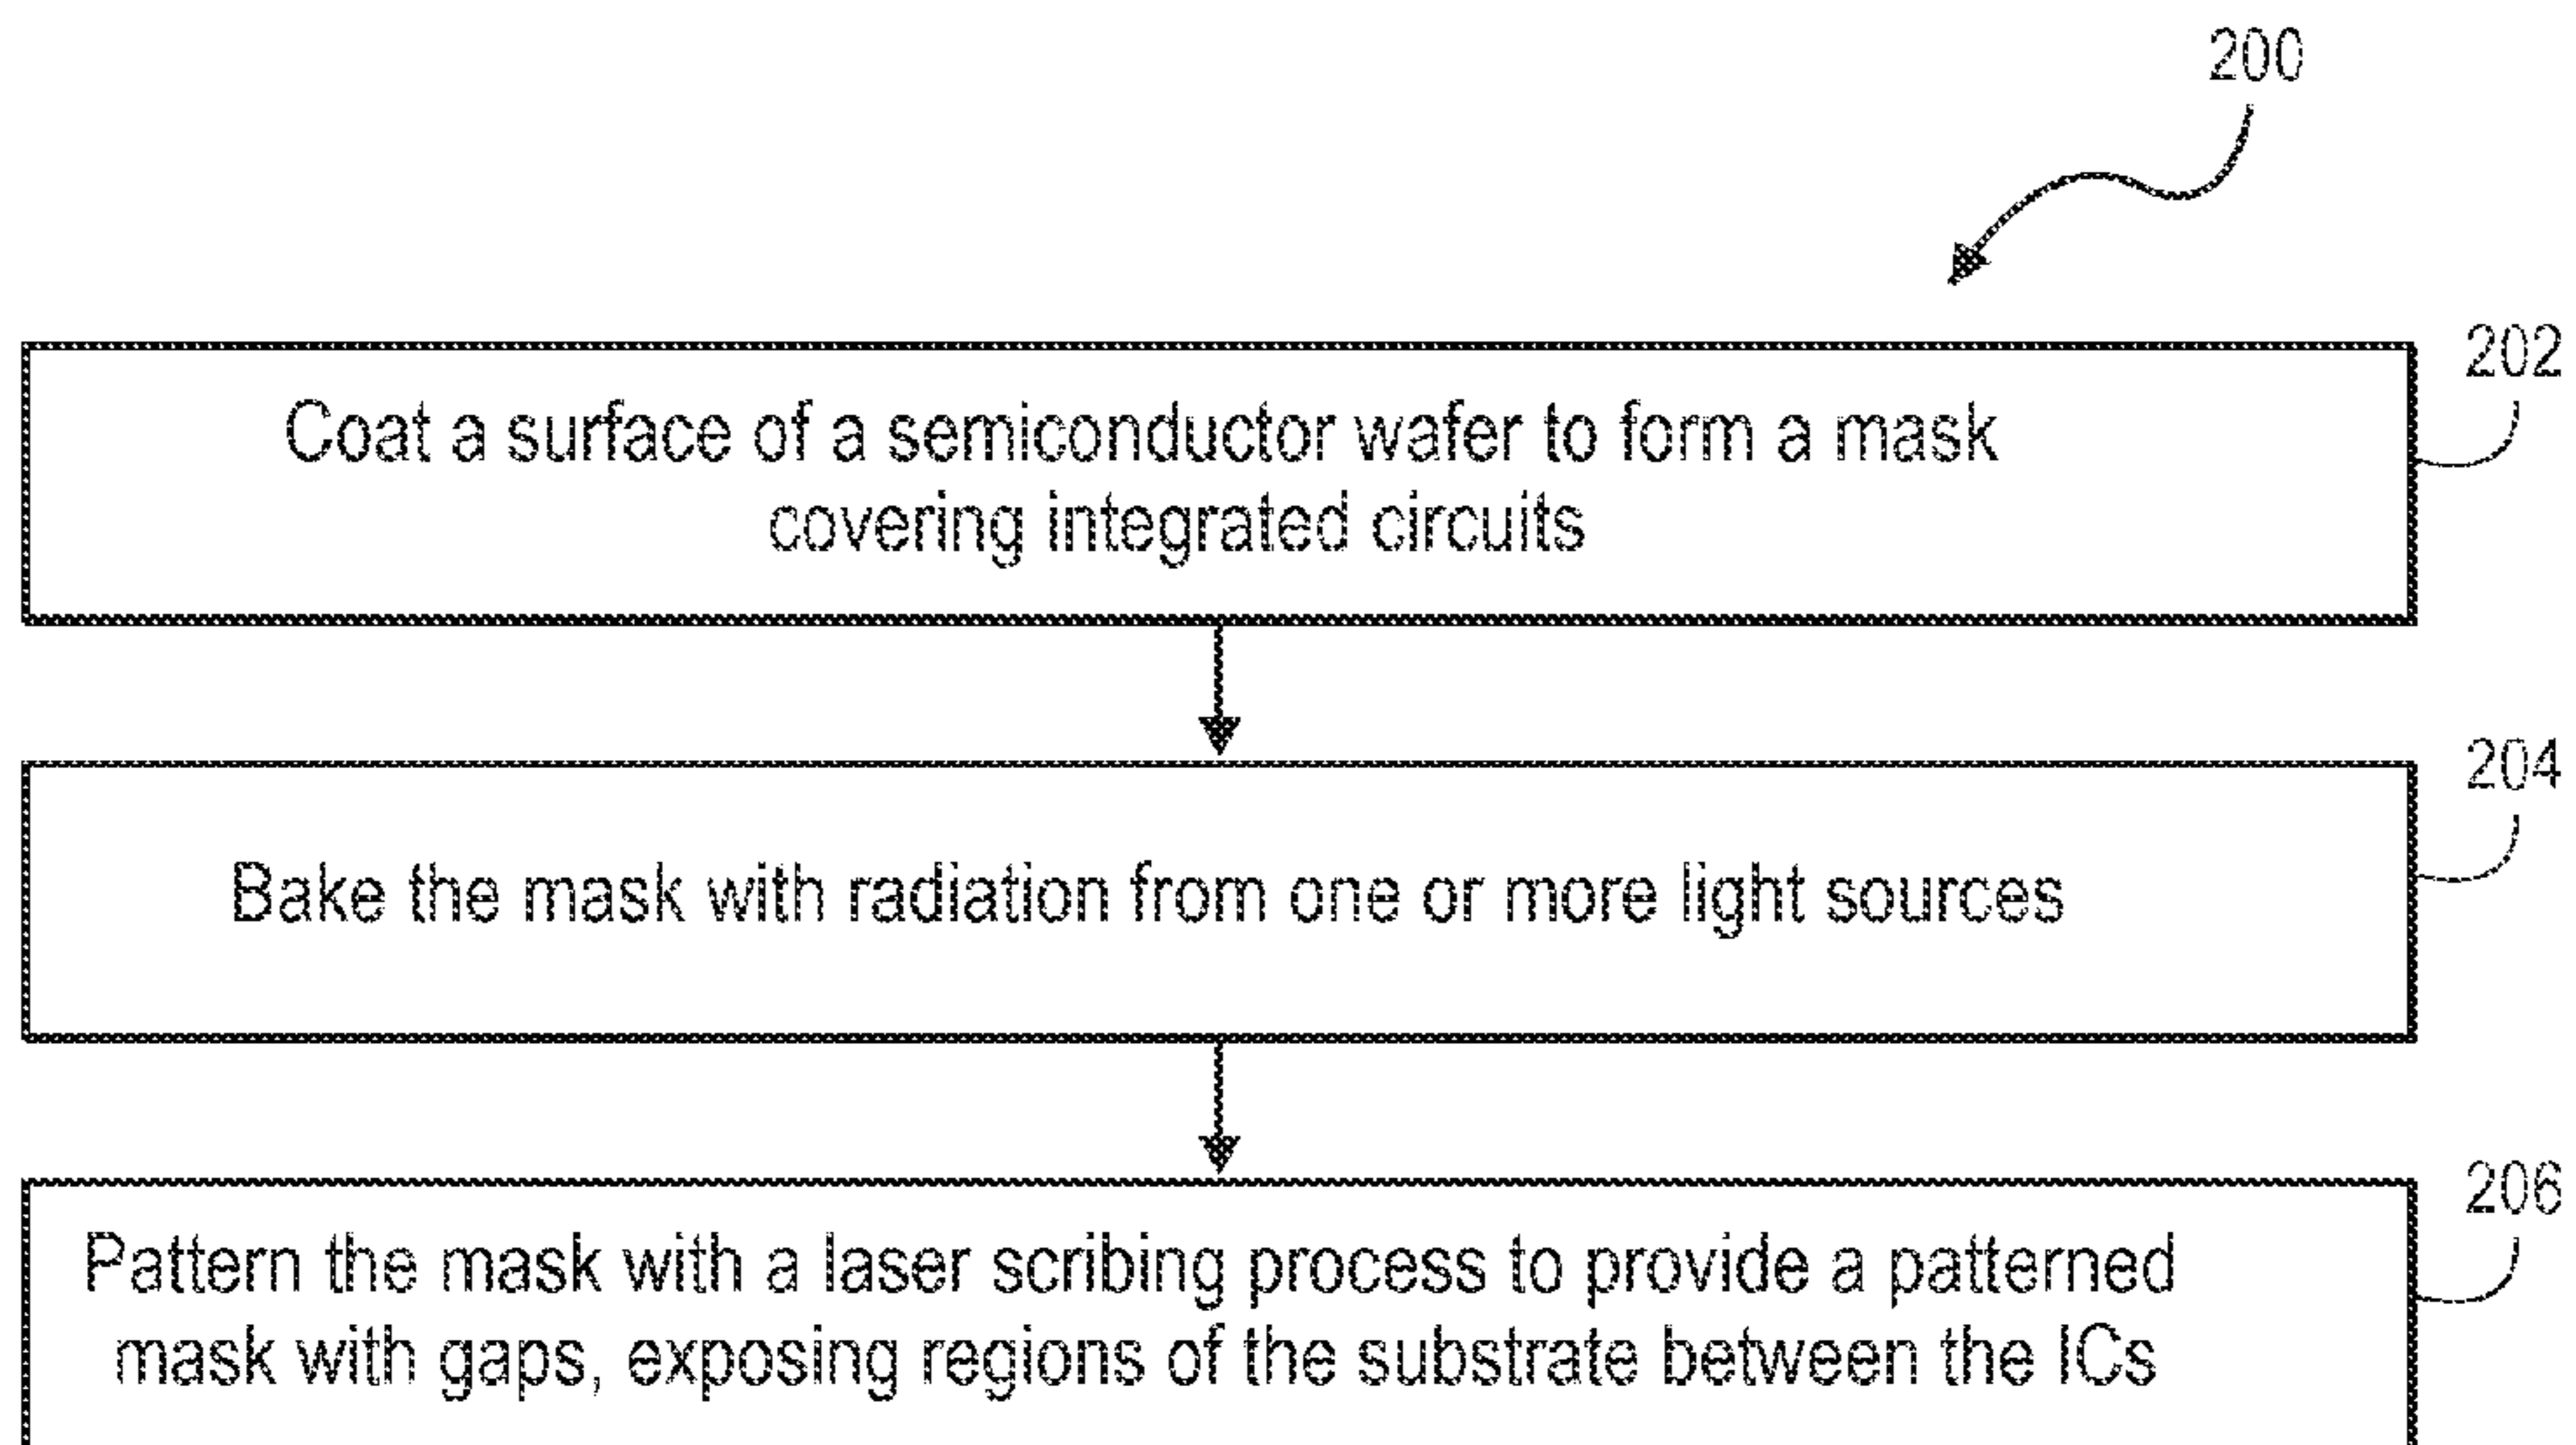 200
202
Coat a surface of a semiconductor wafer to form a mask
covering integrated circuits
204
Bake the mask with radiation from one or more light sources
206
Pattern the mask with a laser scribing process to provide a patterned
mask with gaps, exposing regions of the substrate between the ICs